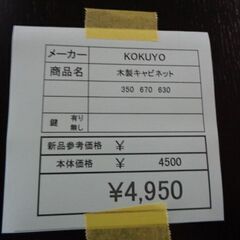 メーカー KOKUYO
商品名 木製キャビネット
350 670 630
鍵 有り 無し
新品参考価格 ¥
本体価格 ¥ 4500
¥4,950